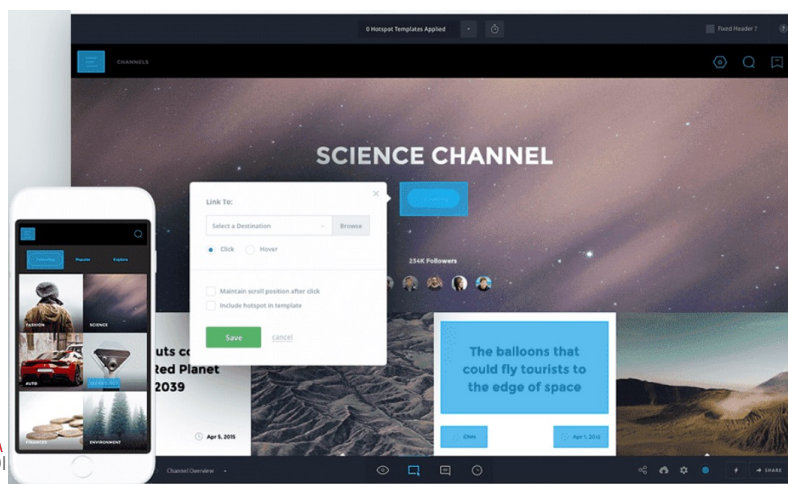 0 Hotspot Templates Applied
Fixed Header ?
?
CHANNELS
SCIENCE CHANNEL
Link To:
Select a Destination
Browse
Click
Hover
254K Followers
Maintain scroll position after click
Include hotspot in template
Save
cancel
Popular
Explore
FASHION
SCIENCE
AUTO
FINANCES
ENVIRONMENT
uts co
Red Planet
2039
Apr 5, 2015
The balloons that
could fly tourists to
the edge of space
Apr 1, 2015
Channel Overview
SHARE